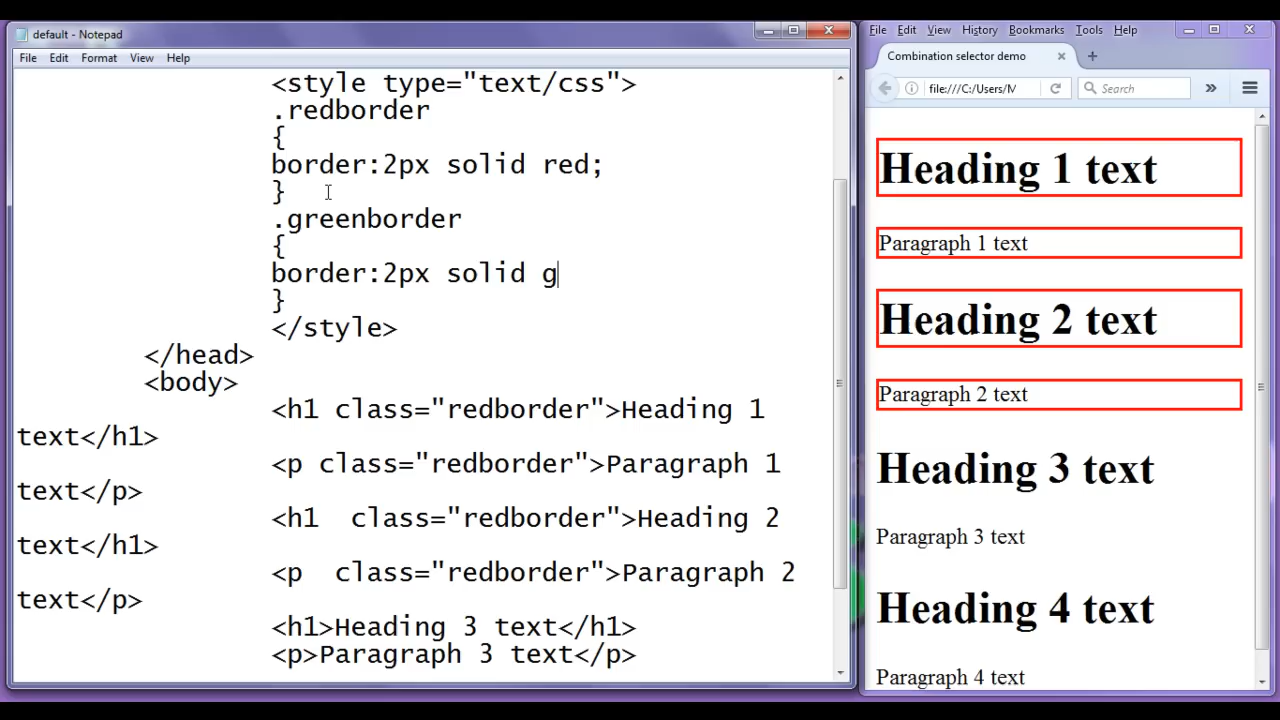 default - Notepad
File Edit Format View Help
<style type="text/css">
.redborder
{
border:2px solid red;
}
.greenborder
{
border:2px solid g
}
</style>
</head>
<body>
<h1 class="redborder">Heading 1
text</h1>
<p class="redborder">Paragraph 1
text</p>
<h1  class="redborder">Heading 2
text</h1>
<p  class="redborder">Paragraph 2
text</p>
<h1>Heading 3 text</h1>
<p>Paragraph 3 text</p>
File Edit View History Bookmarks Tools Help
Combination selector demo
file:///C:/Users/M
Search
Heading 1 text
Paragraph 1 text
Heading 2 text
Paragraph 2 text
Heading 3 text
Paragraph 3 text
Heading 4 text
Paragraph 4 text